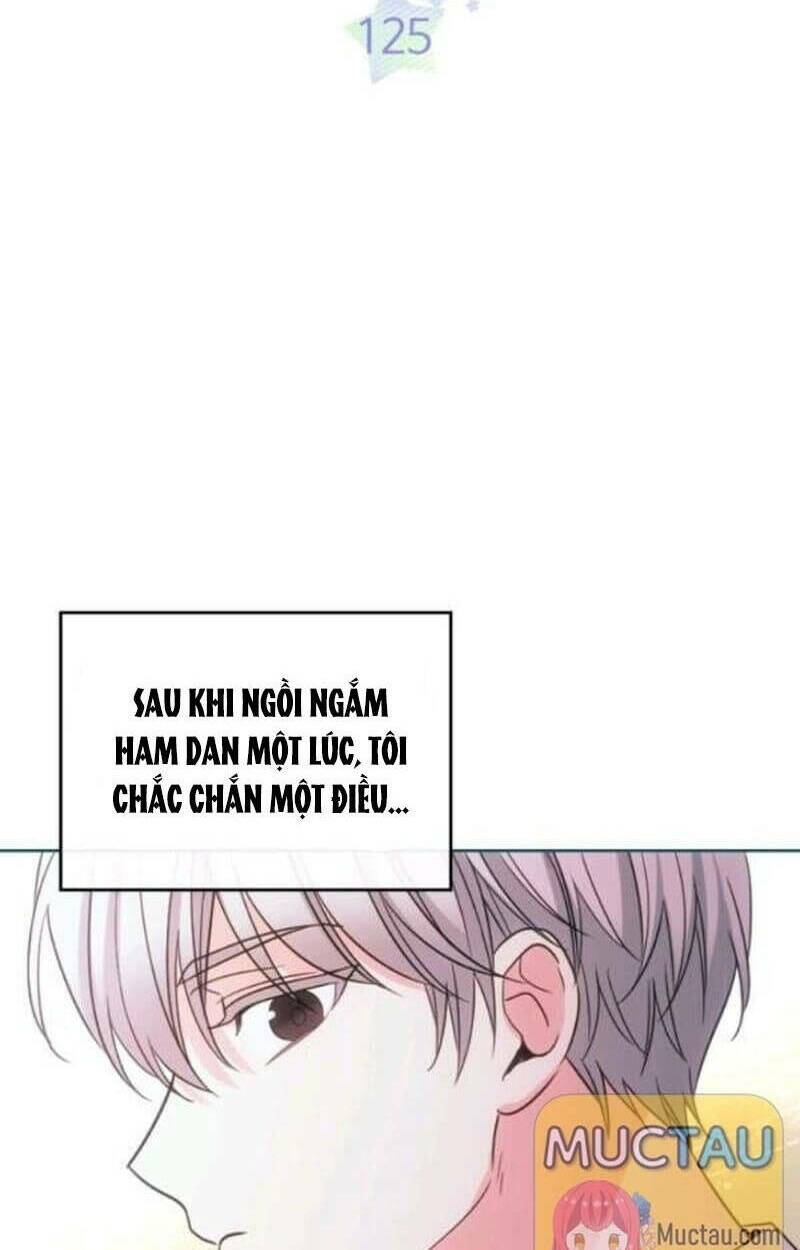 125
SAU KHI NGỒI NGẮM
HAM DAN MỘT LÚC, TÔI
CHẮC CHẮN MỘT ĐIỀU...
MUCTAU
Muctau.com